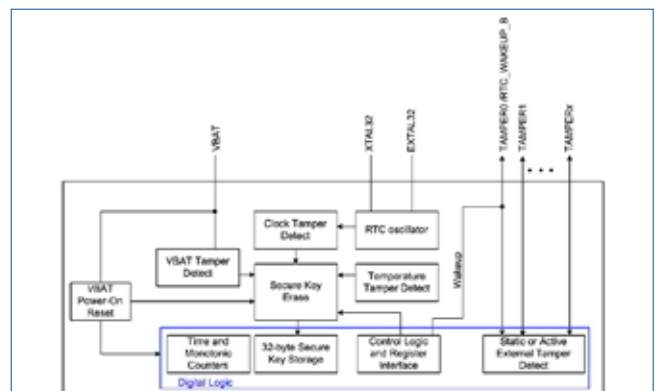 VBAT
XTAL32
EXTAL32
TAMPER0/RTC_WAKEUP_B
TAMPER1
TAMPERx
Clock Tamper
Detect
RTC oscillator
VBAT Tamper
Detect
Secure Key
Erase
Temperature
Tamper Detect
Wakeup
VBAT
Power-On
Reset
Time and
Monotonic
Counters
32-byte Secure
Key Storage
Control Logic
and Register
Interface
Static or Active
External Tamper
Detect
Digital Logic